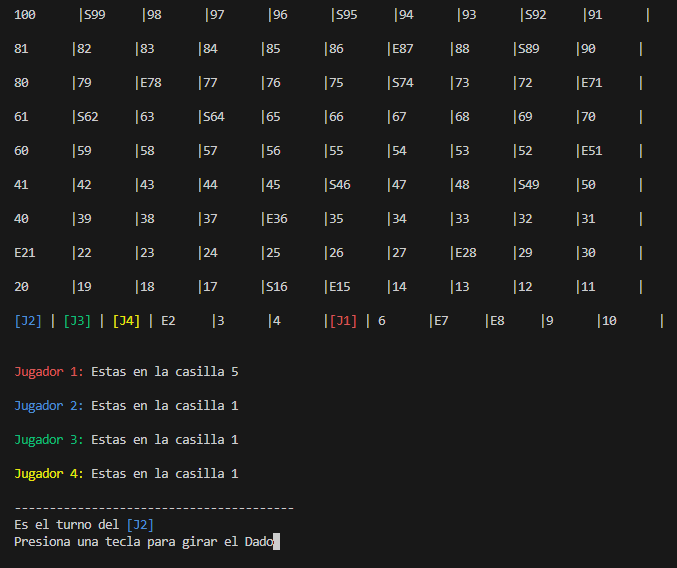 100 |S99 |98 |97 |96 |S95 |94 |93 |S92 |91 |
81 |82 |83 |84 |85 |86 |E87 |88 |S89 |90 |
80 |79 |E78 |77 |76 |75 |S74 |73 |72 |E71 |
61 |S62 |63 |S64 |65 |66 |67 |68 |69 |70 |
60 |59 |58 |57 |56 |55 |54 |53 |52 |E51 |
41 |42 |43 |44 |45 |S46 |47 |48 |S49 |50 |
40 |39 |38 |37 |E36 |35 |34 |33 |32 |31 |
E21 |22 |23 |24 |25 |26 |27 |E28 |29 |30 |
20 |19 |18 |17 |S16 |E15 |14 |13 |12 |11 |
[J2] | [J3] | [J4] | E2 |3 |4 |[J1] | 6 |E7 |E8 |9 |10 |
Jugador 1: Estas en la casilla 5
Jugador 2: Estas en la casilla 1
Jugador 3: Estas en la casilla 1
Jugador 4: Estas en la casilla 1
----------------------------------------
Es el turno del [J2]
Presiona una tecla para girar el Dado